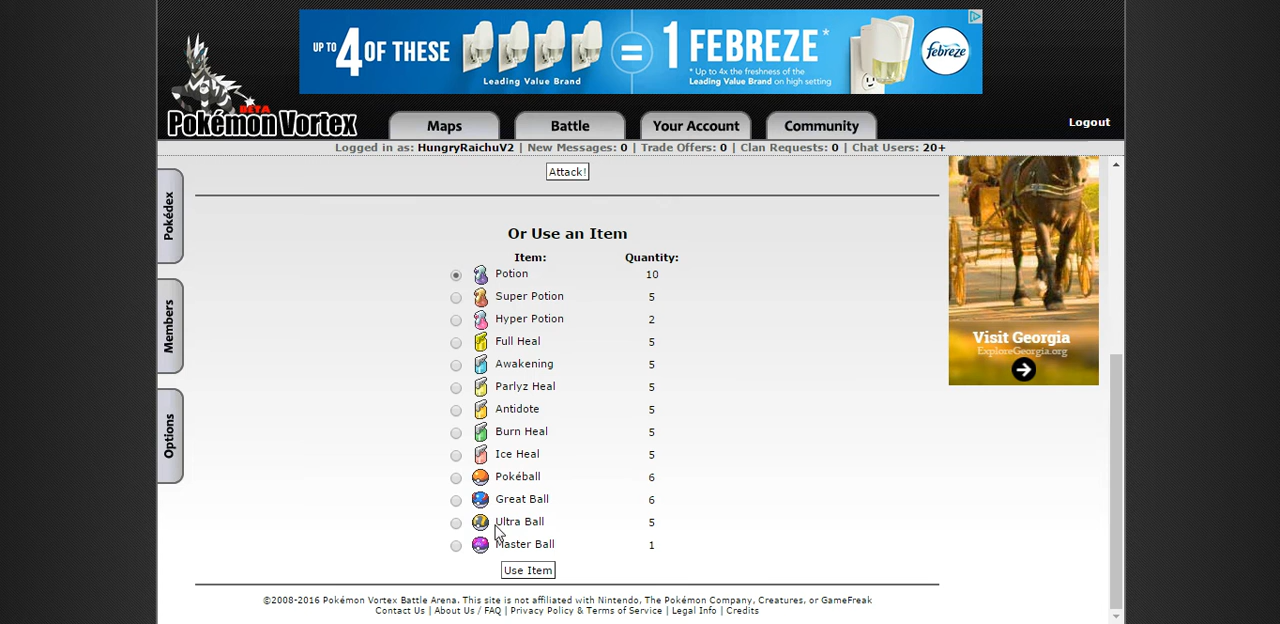 UP TO 4 OF THESE = 1 FEBREZE*
Leading Value Brand
* Up to 4x the freshness of the
Leading Value Brand on high setting
febreze
BETA
Pokémon Vortex
Maps
Battle
Your Account
Community
Logout
Logged in as: HungryRaichuV2 | New Messages: 0 | Trade Offers: 0 | Clan Requests: 0 | Chat Users: 20+
Pokédex
Members
Options
Attack!
Or Use an Item
Item: Quantity:
Potion 10
Super Potion 5
Hyper Potion 2
Full Heal 5
Awakening 5
Parlyz Heal 5
Antidote 5
Burn Heal 5
Ice Heal 5
Pokéball 6
Great Ball 6
Ultra Ball 5
Master Ball 1
Use Item
Visit Georgia
ExploreGeorgia.org
©2008-2016 Pokémon Vortex Battle Arena. This site is not affiliated with Nintendo, The Pokémon Company, Creatures, or GameFreak
Contact Us | About Us / FAQ | Privacy Policy & Terms of Service | Legal Info | Credits